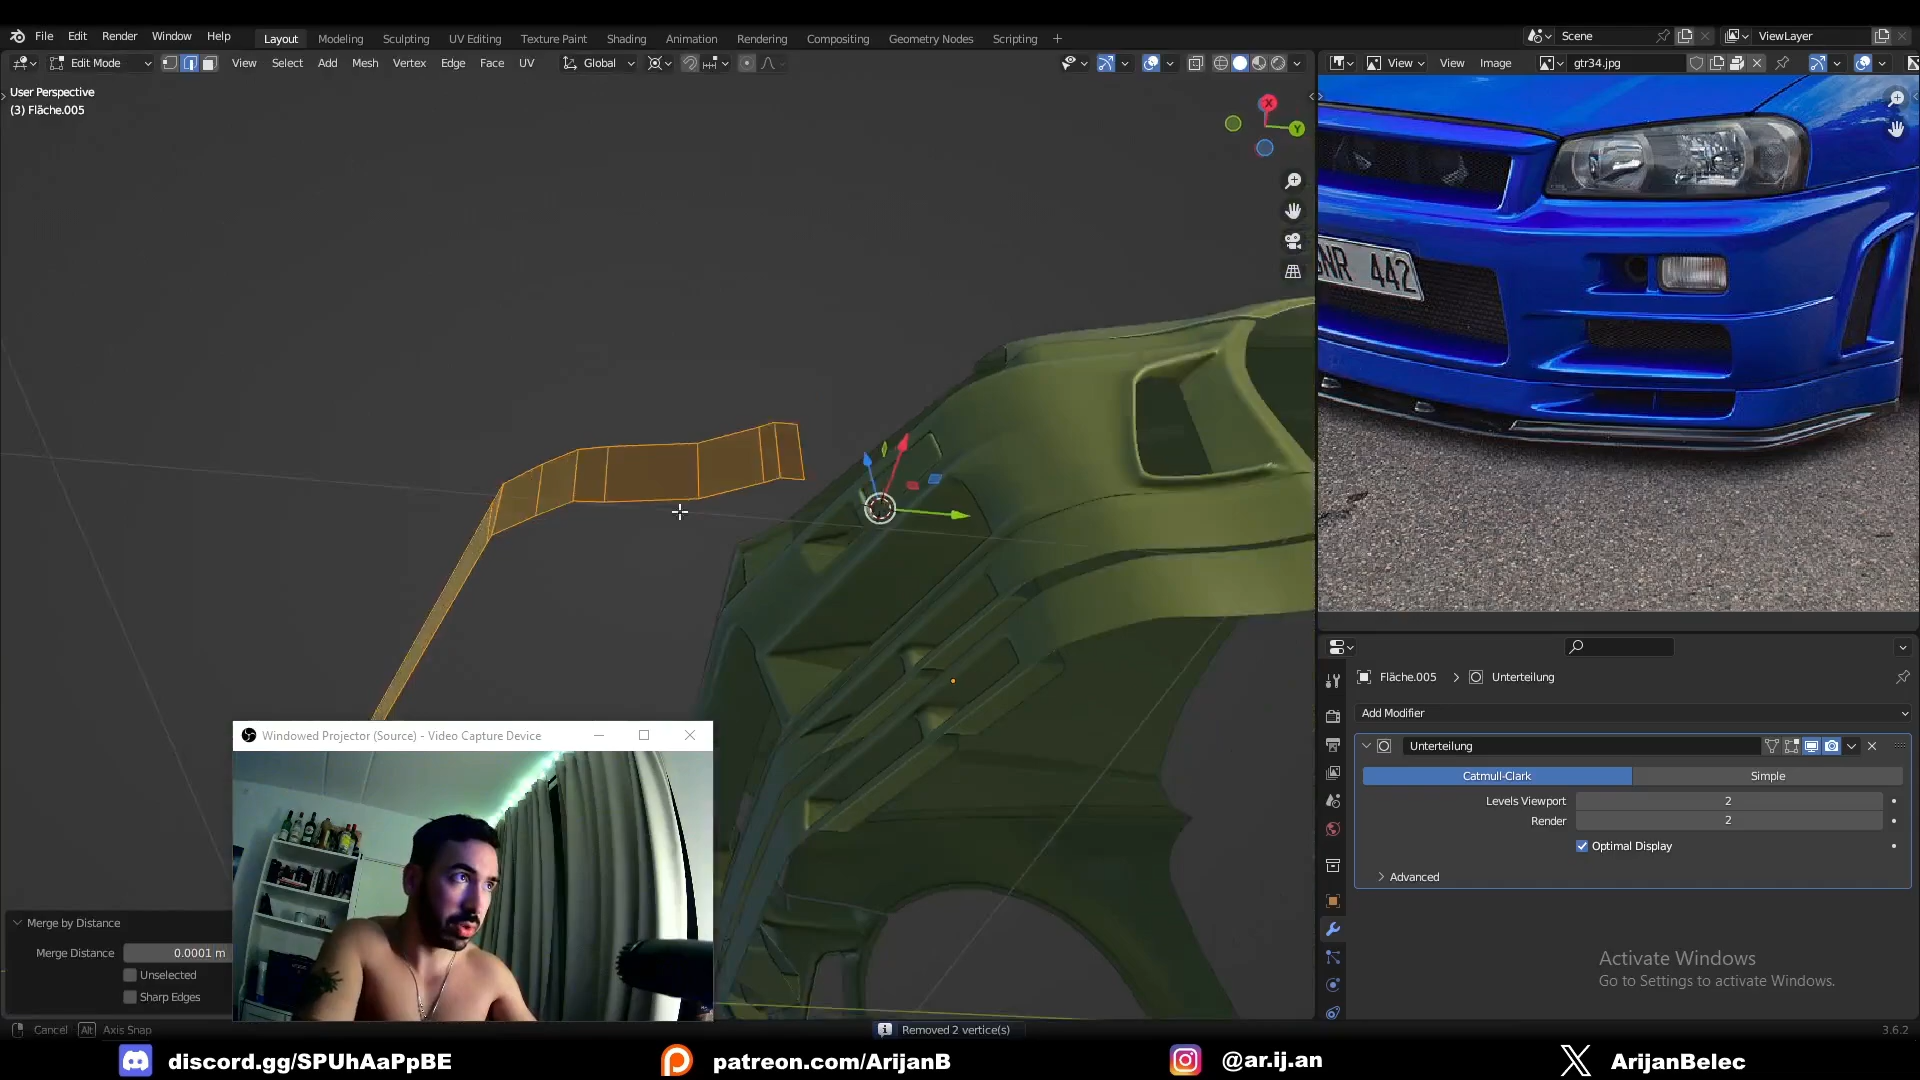 File Edit Render Window Help Layout Modeling Sculpting UV Editing Texture Paint Shading Animation Rendering Compositing Geometry Nodes Scripting + Scene ViewLayer
Edit Mode View Select Add Mesh Vertex Edge Face UV Global View View Image gtr34.jpg
User Perspective
(3) Fläche.005
X
Y
NR 442
Fläche.005 > Unterteilung
Add Modifier
Unterteilung
Catmull-Clark Simple
Levels Viewport 2
Render 2
Optimal Display
Advanced
Windowed Projector (Source) - Video Capture Device
Merge by Distance
Merge Distance 0.0001 m
Unselected
Sharp Edges
Activate Windows
Go to Settings to activate Windows.
Cancel Alt Axis Snap Removed 2 vertice(s) 3.6.2
discord.gg/SPUhAaPpBE patreon.com/ArijanB @ar.ij.an ArijanBelec